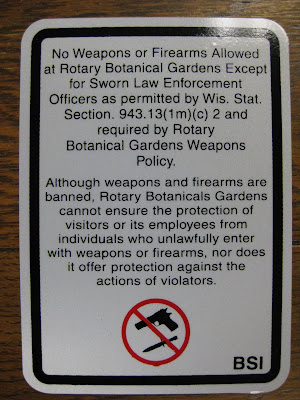 No Weapons or Firearms Allowed
at Rotary Botanical Gardens Except
for Sworn Law Enforcement
Officers as permitted by Wis. Stat.
Section. 943.13(1m)(c) 2 and
required by Rotary
Botanical Gardens Weapons
Policy.
Although weapons and firearms are
banned, Rotary Botanicals Gardens
cannot ensure the protection of
visitors or its employees from
individuals who unlawfully enter
with weapons or firearms, nor does
it offer protection against the
actions of violators.
BSI